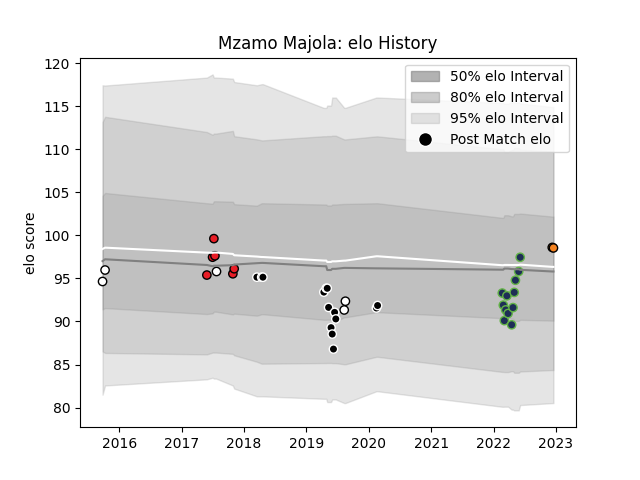 Mzamo Majola: elo History
elo score
120
115
110
105
100
95
90
85
80
50% elo Interval
80% elo Interval
95% elo Interval
Post Match elo
2016
2017
2018
2019
2020
2021
2022
2023